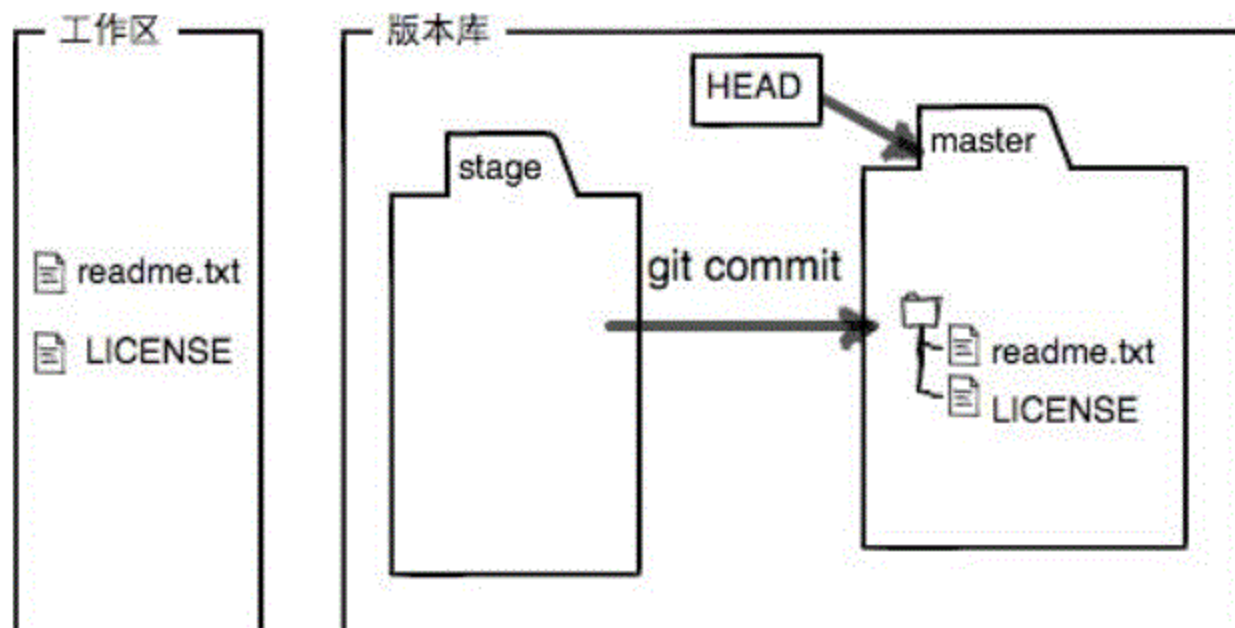 工作区
版本库
HEAD
master
stage
git commit
readme.txt
LICENSE
readme.txt
LICENSE